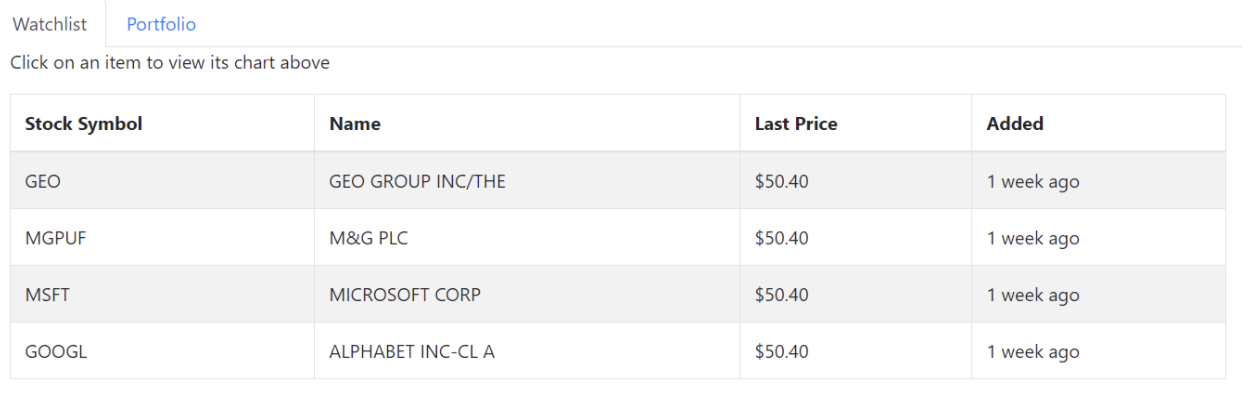 Watchlist Portfolio
Click on an item to view its chart above
Stock Symbol Name Last Price Added
GEO GEO GROUP INC/THE $50.40 1 week ago
MGPUF M&G PLC $50.40 1 week ago
MSFT MICROSOFT CORP $50.40 1 week ago
GOOGL ALPHABET INC-CL A $50.40 1 week ago